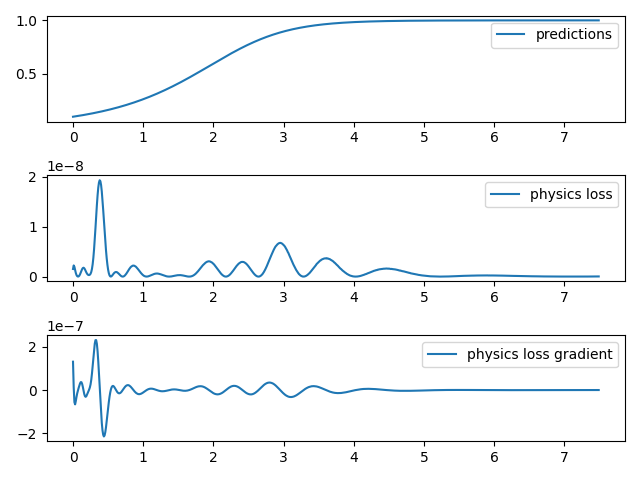 1.0
0.5
predictions
0 1 2 3 4 5 6 7
1e−8
2
1
0
physics loss
0 1 2 3 4 5 6 7
1e−7
2
0
−2
physics loss gradient
0 1 2 3 4 5 6 7